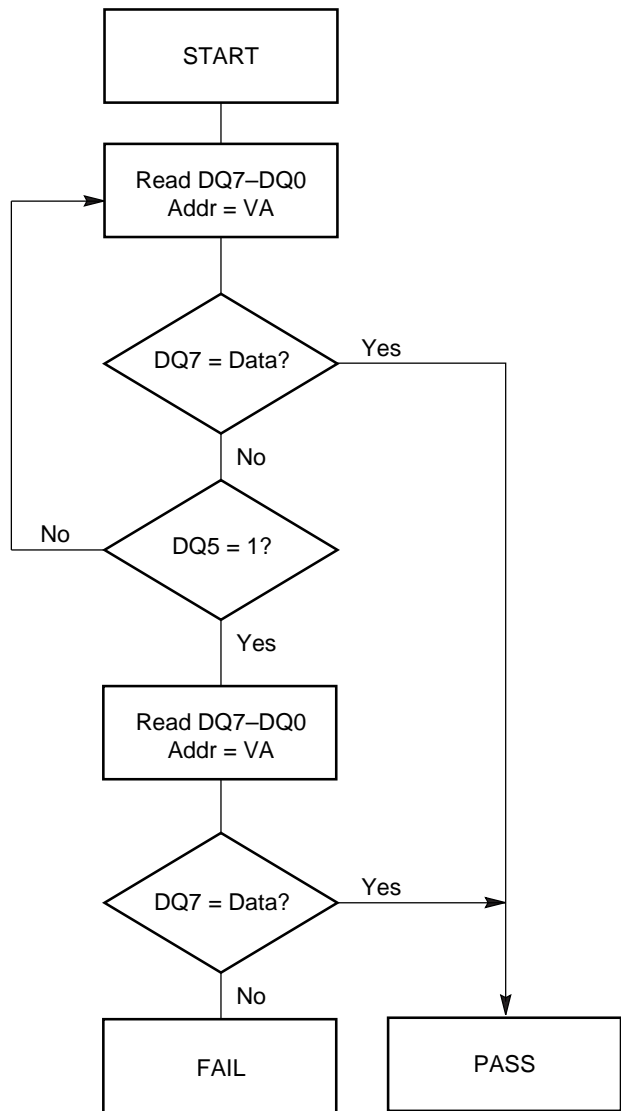 START
Read DQ7–DQ0
Addr = VA
DQ7 = Data?
Yes
No
No
DQ5 = 1?
Yes
Read DQ7–DQ0
Addr = VA
DQ7 = Data?
Yes
No
FAIL
PASS